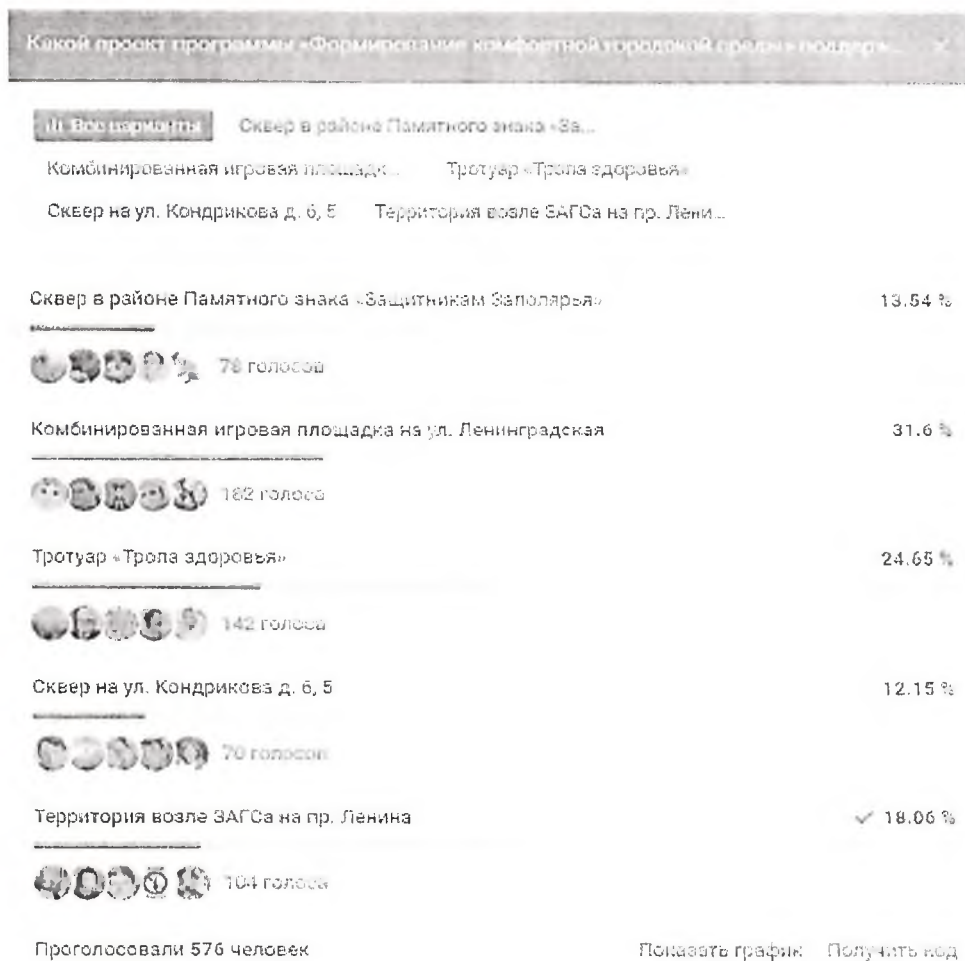 Какой проект программы «Формирование комфортной городской среды» поддер...
Все варианты Сквер в районе Памятного знака «За...
Комбинированная игровая площадк... Тротуар «Тропа здоровья»
Сквер на ул. Кондрикова д. 6, 5 Территория возле ЗАГСа на пр. Лени...
Сквер в районе Памятного знака «Защитникам Заполярья» 13.54 %
78 голосов
Комбинированная игровая площадка на ул. Ленинградская 31.6 %
182 голоса
Тротуар «Тропа здоровья» 24.65 %
142 голоса
Сквер на ул. Кондрикова д. 6, 5 12.15 %
70 голосов
Территория возле ЗАГСа на пр. Ленина 18.06 %
104 голоса
Проголосовали 576 человек Показать график Получить код